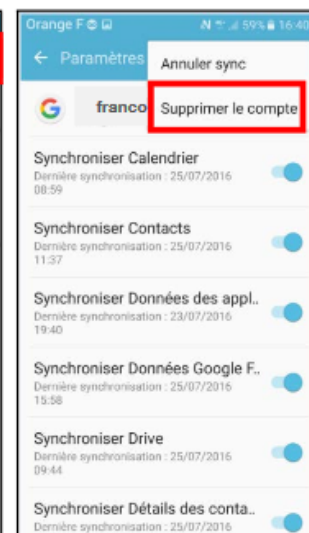 Orange F 59% 16:40
Paramètres
Annuler sync
G franco
Supprimer le compte
Synchroniser Calendrier
Dernière synchronisation : 25/07/2016
08:59
Synchroniser Contacts
Dernière synchronisation : 25/07/2016
11:37
Synchroniser Données des appl..
Dernière synchronisation : 23/07/2016
19:40
Synchroniser Données Google F..
Dernière synchronisation : 25/07/2016
15:58
Synchroniser Drive
Dernière synchronisation : 25/07/2016
09:44
Synchroniser Détails des conta..
Dernière synchronisation : 25/07/2016